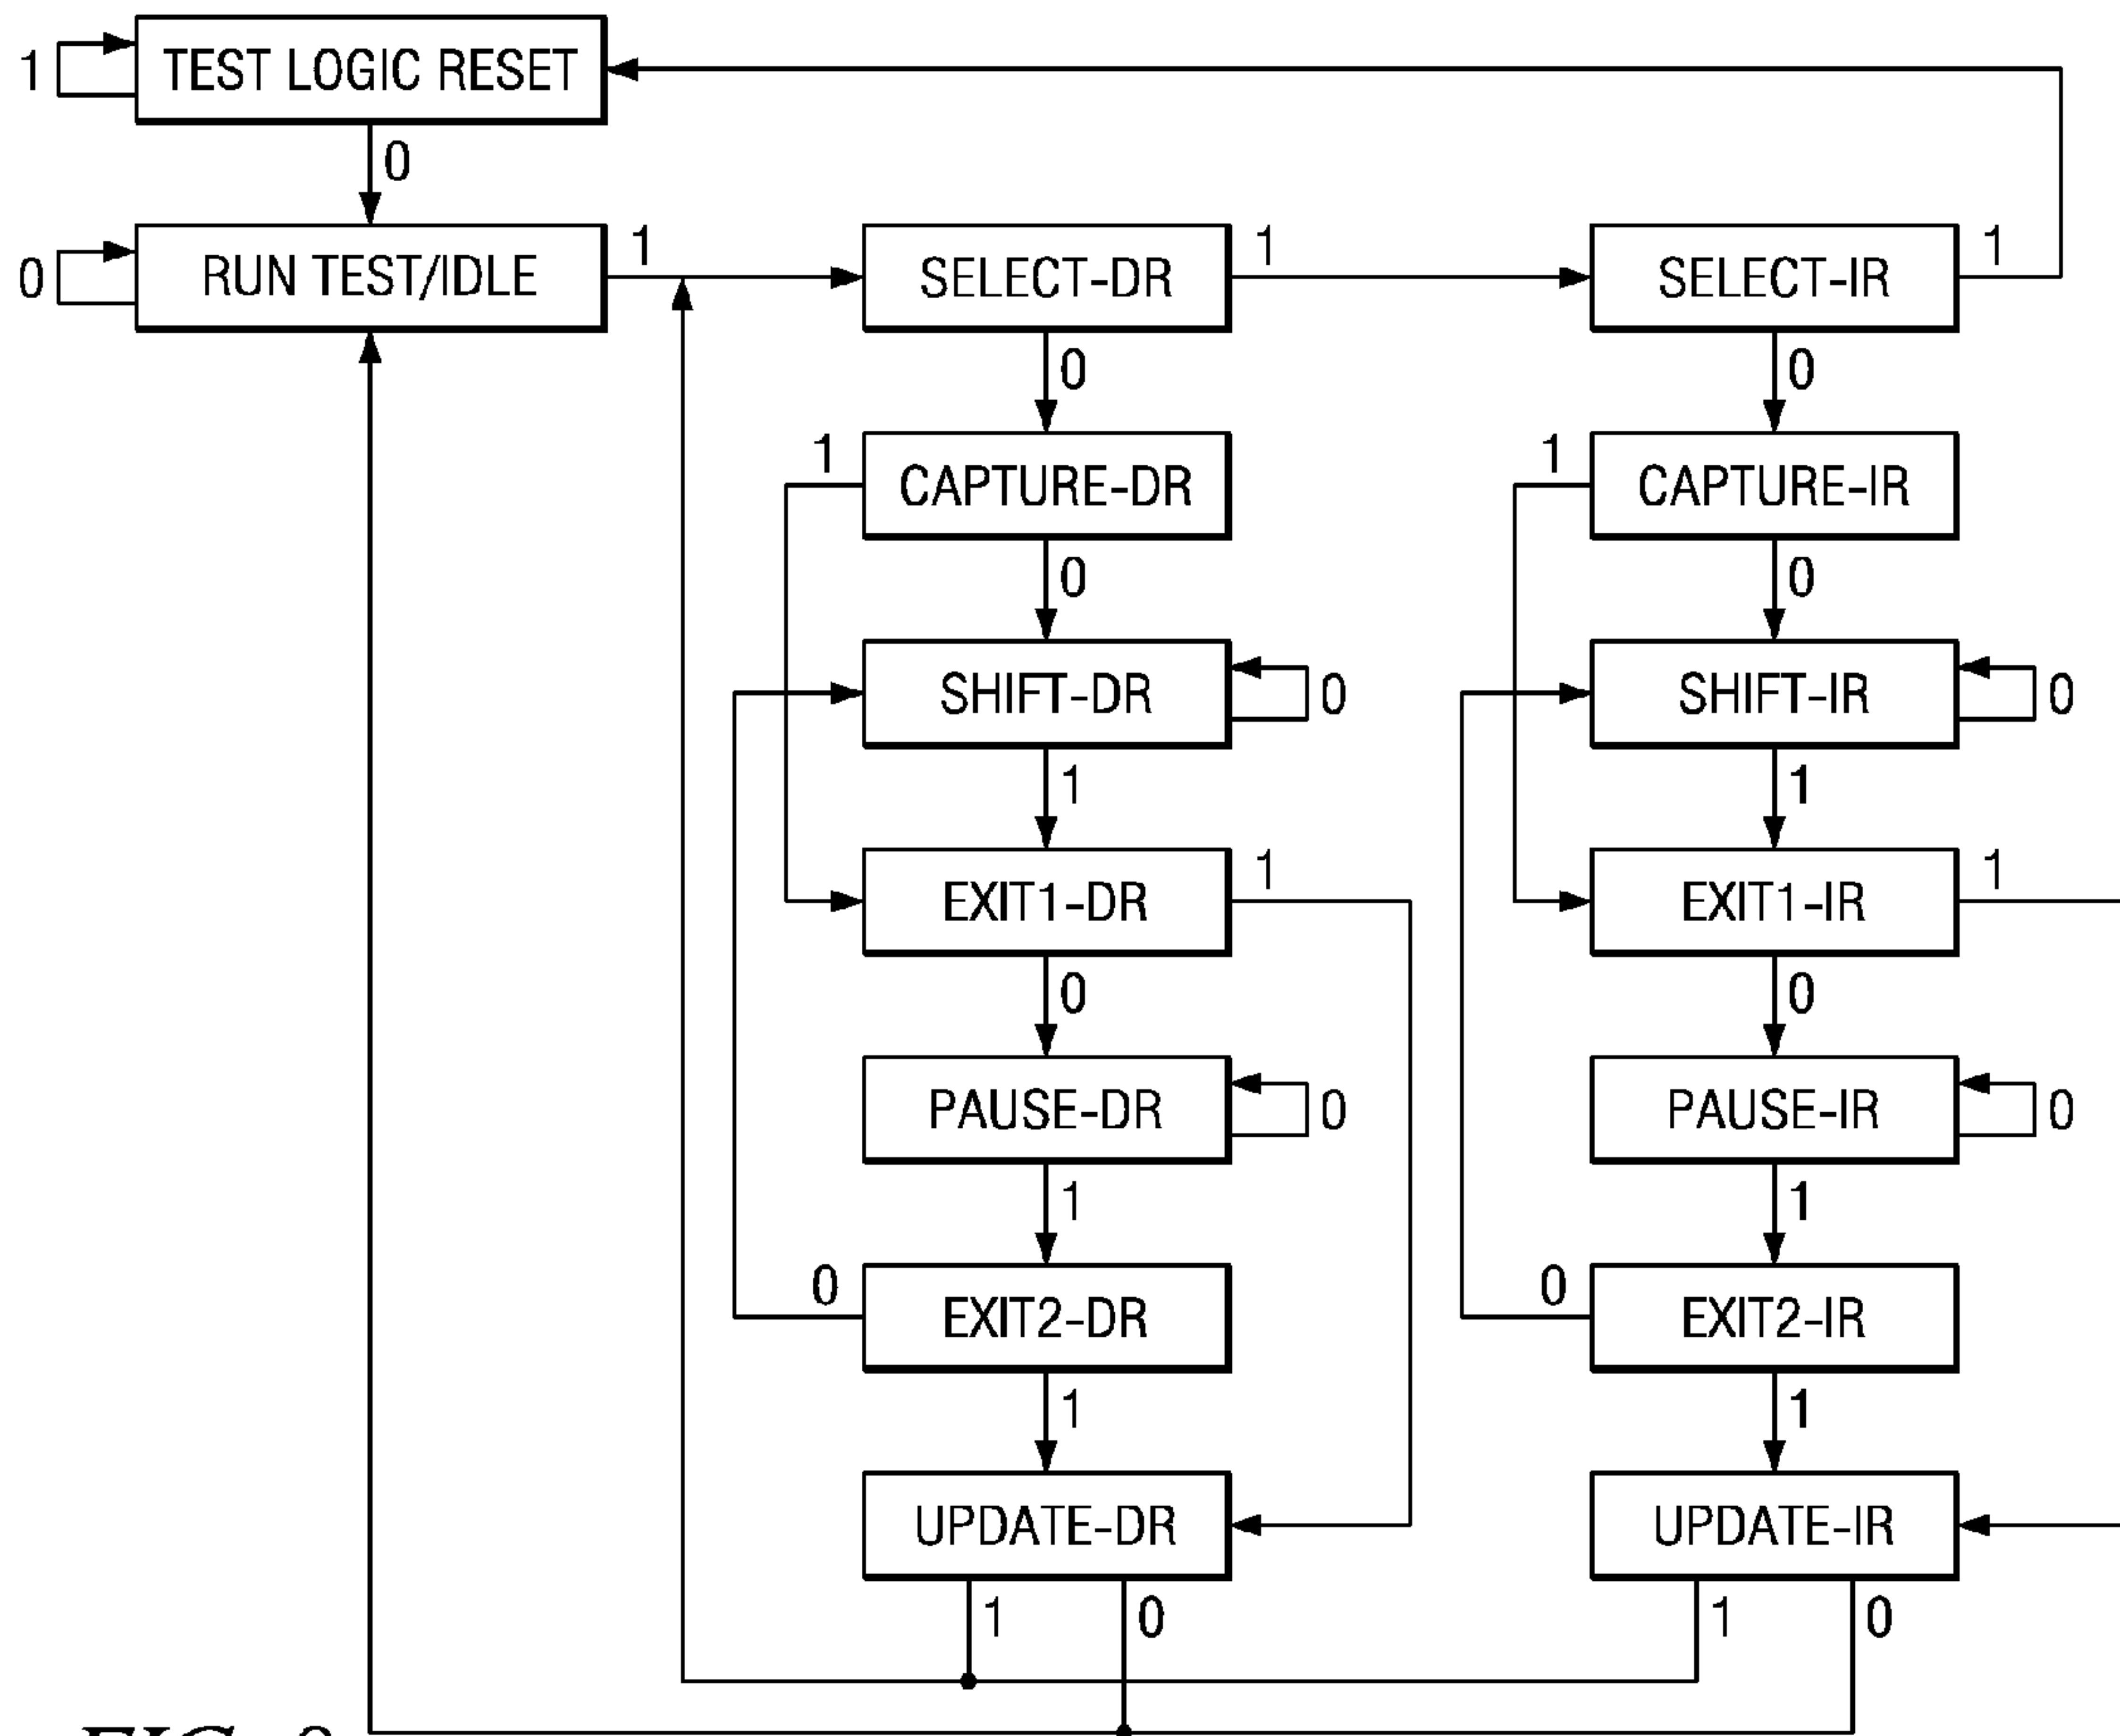 1 TEST LOGIC RESET
0
0 RUN TEST/IDLE 1 SELECT-DR 1 SELECT-IR 1
0 0
1 CAPTURE-DR 1 CAPTURE-IR
0 0
SHIFT-DR 0 SHIFT-IR 0
1 1
EXIT1-DR 1 EXIT1-IR 1
0 0
PAUSE-DR 0 PAUSE-IR 0
1 1
0 EXIT2-DR 0 EXIT2-IR
1 1
UPDATE-DR UPDATE-IR
1 0 1 0